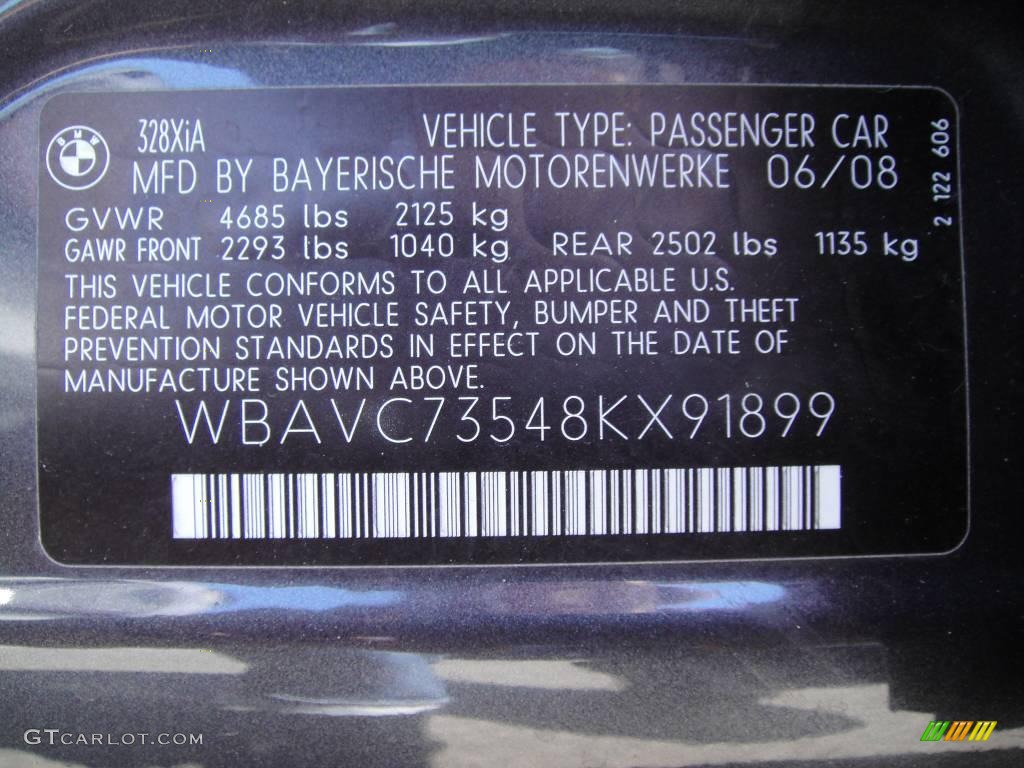 BMW
328XiA VEHICLE TYPE: PASSENGER CAR
MFD BY BAYERISCHE MOTORENWERKE 06/08
GVWR 4685 lbs 2125 kg
GAWR FRONT 2293 lbs 1040 kg REAR 2502 lbs 1135 kg
THIS VEHICLE CONFORMS TO ALL APPLICABLE U.S.
FEDERAL MOTOR VEHICLE SAFETY, BUMPER AND THEFT
PREVENTION STANDARDS IN EFFECT ON THE DATE OF
MANUFACTURE SHOWN ABOVE.
WBAVC73548KX91899
2 122 606
GTCARLOT.COM